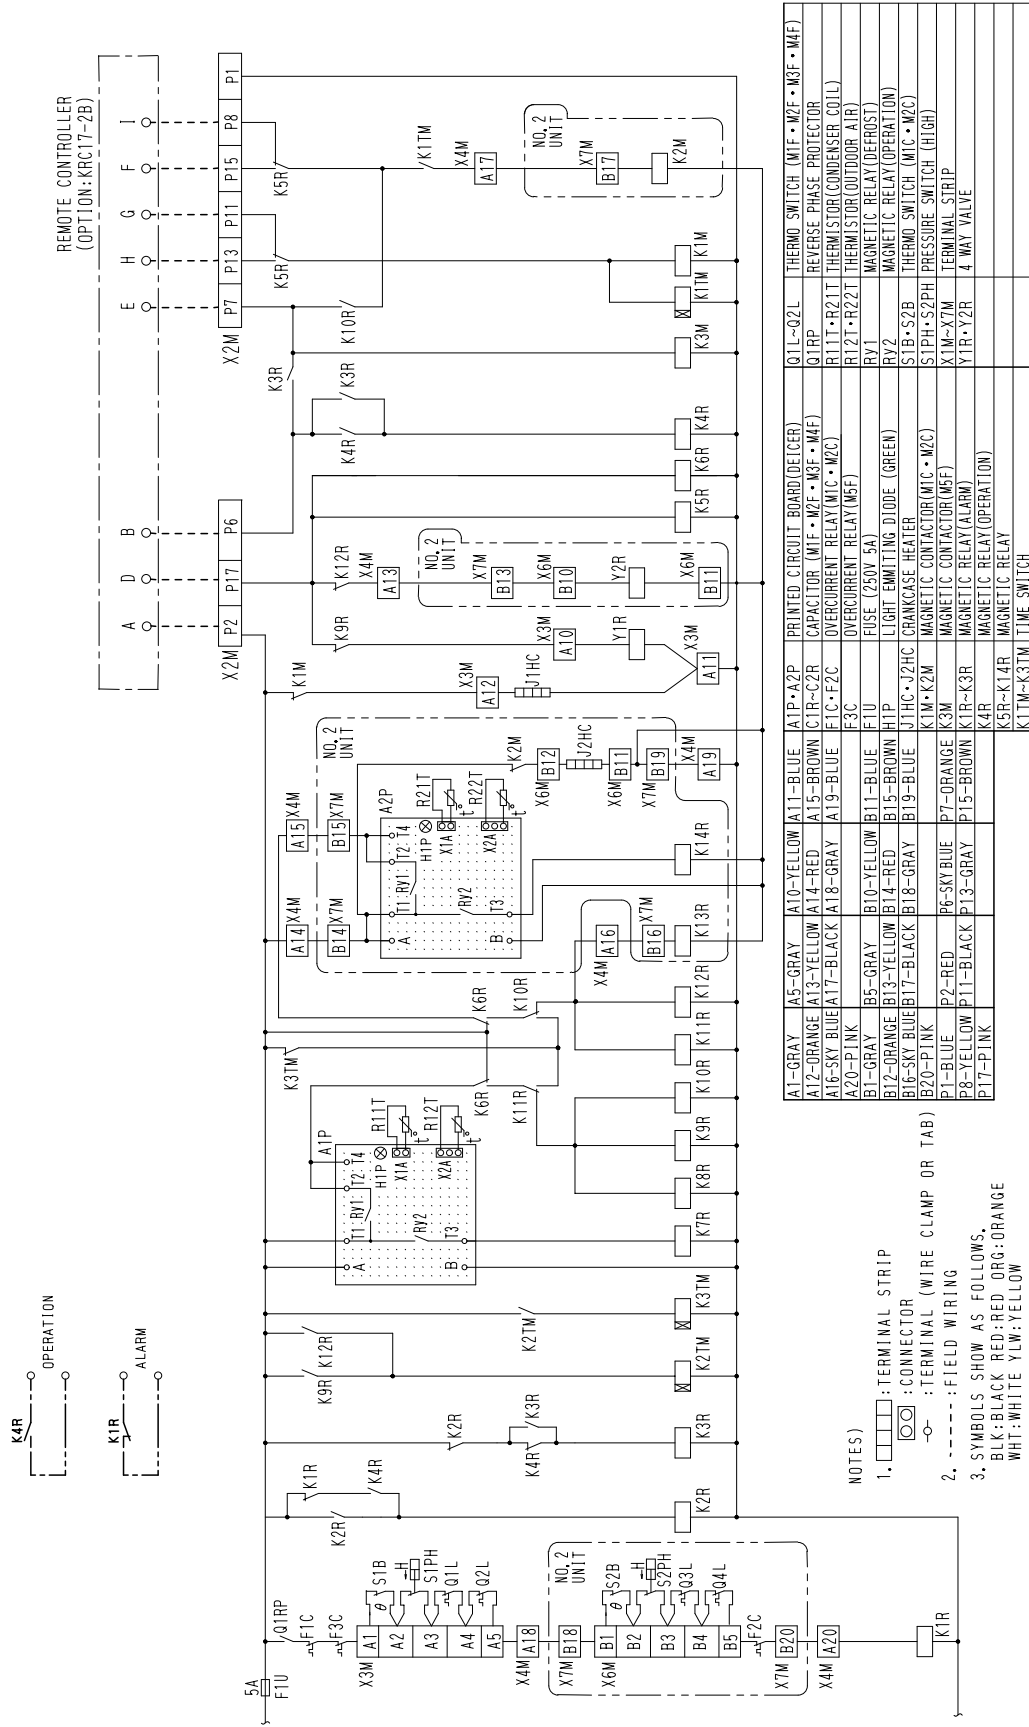 REMOTE CONTROLLER
(OPTION:KRC17-2B)
A D B E H G F I
X2M P2 P17 P6
X2M P7 P13 P11 P15 P8 P1
K4R OPERATION
K1R ALARM
5A
F1U
Q1RP
F1C
F3C
X3M A1 A2 A3 A4 A5
S1B
θ
H
S1PH
Q1L
Q2L
X4M A18
NO.2
UNIT
X7M B18
X6M B1 B2 B3 B4 B5
S2B
θ
H
S2PH
Q3L
Q4L
F2C
X7M B20
X4M A20
K1R
K1R
K2R
K4R
K2R
K2R
K4R
K3R
K3R
K9R
K12R
K2TM
K2TM
K3TM
A1P
A T1 Ry1 T2 T4
H1P
X1A
R11T
t°
X2A
R12T
t°
Ry2
B T3
K7R
K8R
K9R
K10R
K11R
K12R
K3TM
K6R
K11R
K6R
K10R
NO.2
UNIT
A14 X4M
B14 X7M
A15 X4M
B15 X7M
A2P
A T1 Ry1 T2 T4
H1P
X1A
R21T
t°
X2A
R22T
t°
Ry2
B T3
X4M A16
B16 X7M
K13R
K14R
K2M
X6M B12
J2HC
X6M B11
X7M B19
X4M A19
K1M
X3M A12
J1HC
K9R
X3M A10
Y1R
X3M
A11
K12R
X4M
A13
NO.2
UNIT
X7M
B13
X6M
B10
Y2R
X6M
B11
K5R
K6R
K4R
K3R
K4R
K3R
K3M
K10R
K1TM
K1M
K5R
K5R
K1TM
X4M
A17
NO.2
UNIT
X7M
B17
K2M
NOTES)
1. :TERMINAL STRIP
:CONNECTOR
:TERMINAL (WIRE CLAMP OR TAB)
2. ------:FIELD WIRING
3. SYMBOLS SHOW AS FOLLOWS.
BLK:BLACK RED:RED ORG:ORANGE
WHT:WHITE YLW:YELLOW
A1-GRAY A5-GRAY A10-YELLOW A11-BLUE
A12-ORANGE A13-YELLOW A14-RED A15-BROWN
A16-SKY BLUE A17-BLACK A18-GRAY A19-BLUE
A20-PINK
B1-GRAY B5-GRAY B10-YELLOW B11-BLUE
B12-ORANGE B13-YELLOW B14-RED B15-BROWN
B16-SKY BLUE B17-BLACK B18-GRAY B19-BLUE
B20-PINK
P1-BLUE P2-RED P6-SKY BLUE P7-ORANGE
P8-YELLOW P11-BLACK P13-GRAY P15-BROWN
P17-PINK
A1P•A2P PRINTED CIRCUIT BOARD(DEICER)
C1R~C2R CAPACITOR (M1F•M2F•M3F•M4F)
F1C•F2C OVERCURRENT RELAY(M1C•M2C)
F3C OVERCURRENT RELAY(M5F)
F1U FUSE (250V 5A)
H1P LIGHT EMMITING DIODE (GREEN)
J1HC•J2HC CRANKCASE HEATER
K1M•K2M MAGNETIC CONTACTOR(M1C•M2C)
K3M MAGNETIC CONTACTOR(M5F)
K1R~K3R MAGNETIC RELAY(ALARM)
K4R MAGNETIC RELAY(OPERATION)
K5R~K14R MAGNETIC RELAY
K1TM~K3TM TIME SWITCH
Q1L~Q2L THERMO SWITCH (M1F•M2F•M3F•M4F)
Q1RP REVERSE PHASE PROTECTOR
R11T•R21T THERMISTOR(CONDENSER COIL)
R12T•R22T THERMISTOR(OUTDOOR AIR)
Ry1 MAGNETIC RELAY(DEFROST)
Ry2 MAGNETIC RELAY(OPERATION)
S1B•S2B THERMO SWITCH (M1C•M2C)
S1PH•S2PH PRESSURE SWITCH (HIGH)
X1M~X7M TERMINAL STRIP
Y1R•Y2R 4 WAY VALVE